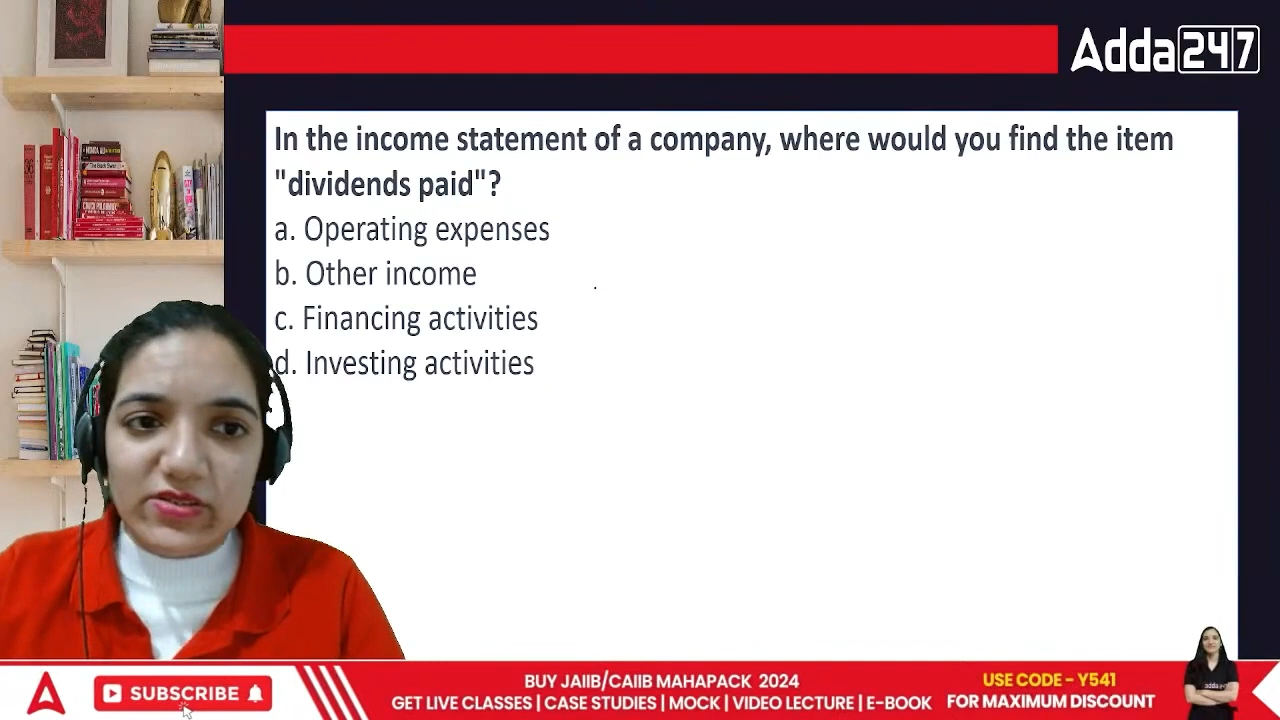 Adda247
In the income statement of a company, where would you find the item
"dividends paid"?
a. Operating expenses
b. Other income
c. Financing activities
d. Investing activities
SUBSCRIBE
BUY JAIIB/CAIIB MAHAPACK 2024
GET LIVE CLASSES | CASE STUDIES | MOCK | VIDEO LECTURE | E-BOOK
USE CODE - Y541
FOR MAXIMUM DISCOUNT